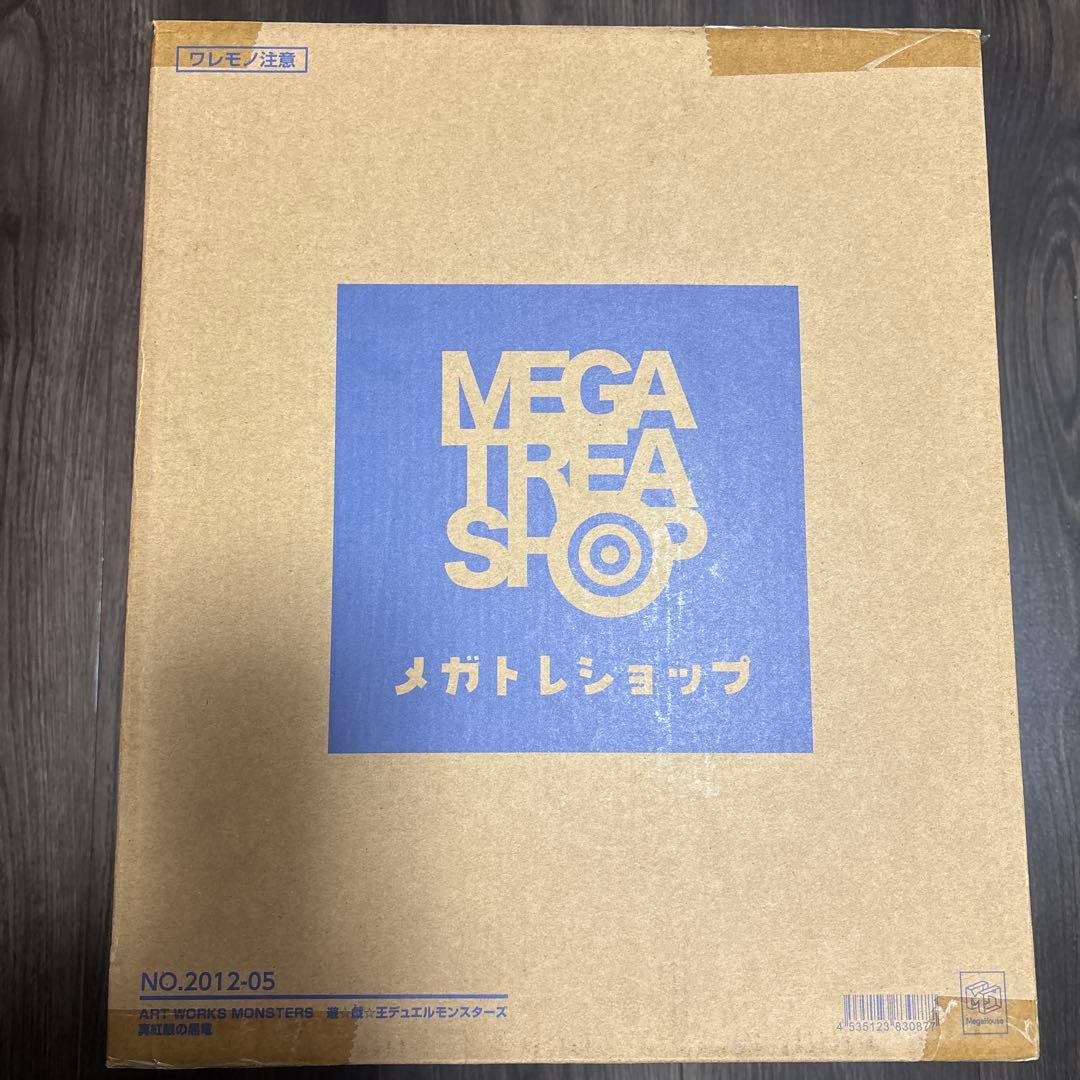 ワレモノ注意
MEGA
TREA
SHOP
メガトレショップ
NO.2012-05
ART WORKS MONSTERS 遊☆戯☆王デュエルモンスターズ
真紅眼の黒竜
4 535123 830877
MegaHouse